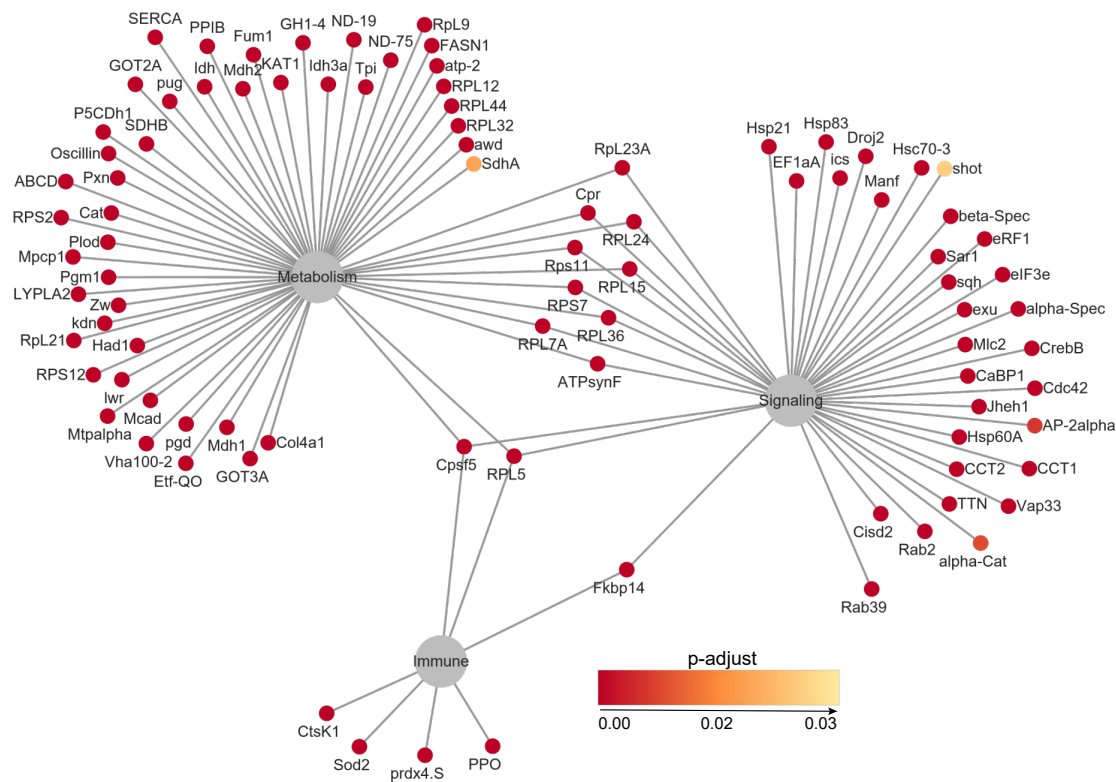 SERCA
PPIB
Fum1
GH1-4
ND-19
RpL9
ND-75
FASN1
GOT2A
Idh
Mdh2
KAT1
Idh3a
Tpi
atp-2
pug
RPL12
RPL44
P5CDh1
SDHB
RPL32
awd
SdhA
Oscillin
ABCD
Pxn
RPS2
Cat
Plod
Mpcp1
Pgm1
Metabolism
LYPLA2
Zw
kdn
RpL21
Had1
RPS12
lwr
Mcad
Mtpalpha
pgd
Mdh1
Col4a1
Vha100-2
Etf-QO
GOT3A
RpL23A
Cpr
RPL24
Rps11
RPL15
RPS7
RPL36
RPL7A
ATPsynF
Cpsf5
RPL5
Fkbp14
Hsp21
Hsp83
Droj2
Hsc70-3
EF1aA
ics
Manf
shot
beta-Spec
eRF1
Sar1
eIF3e
sqh
exu
alpha-Spec
Mlc2
CrebB
CaBP1
Cdc42
Signaling
Jheh1
AP-2alpha
Hsp60A
CCT2
CCT1
TTN
Vap33
Cisd2
Rab2
alpha-Cat
Rab39
Immune
CtsK1
Sod2
prdx4.S
PPO
p-adjust
0.00 0.02 0.03